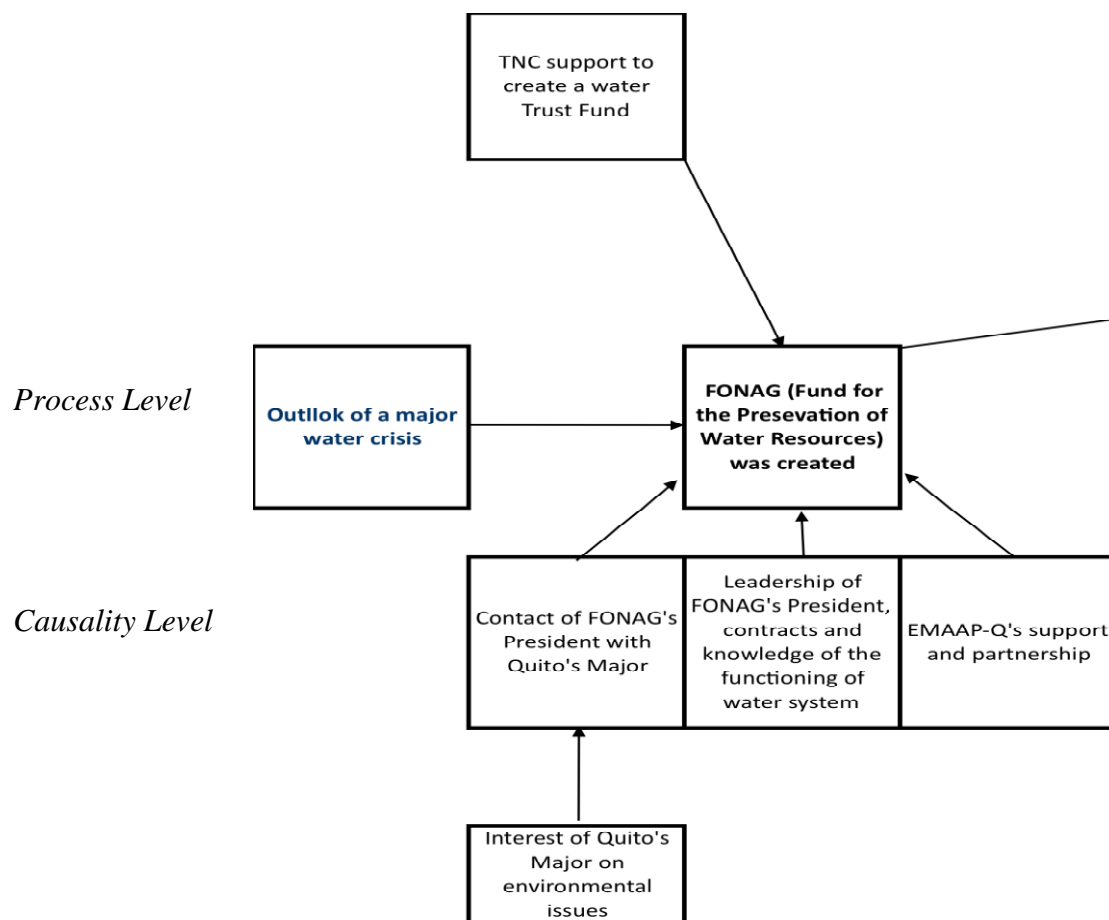 TNC support to
create a water
Trust Fund
Process Level
Outllok of a major
water crisis
FONAG (Fund for
the Presevation of
Water Resources)
was created
Causality Level
Contact of FONAG's
President with
Quito's Major
Leadership of
FONAG's President,
contracts and
knowledge of the
functioning of
water system
EMAAP-Q's support
and partnership
Interest of Quito's
Major on
environmental
issues